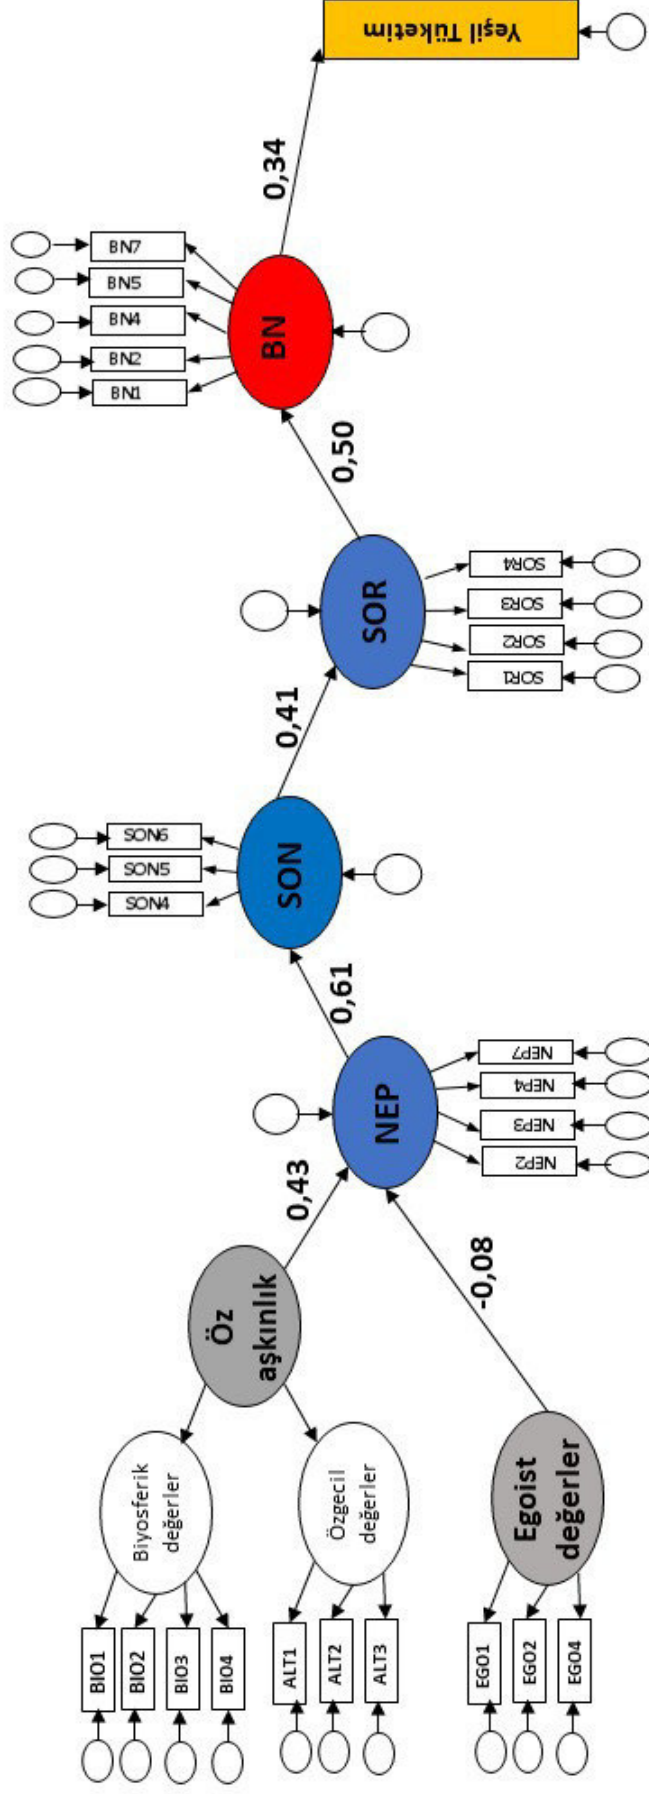 BIO1
BIO2
BIO3
BIO4
ALT1
ALT2
ALT3
EGO1
EGO2
EGO4
Biyosferik
değerler
Özgecil
değerler
Egoist
değerler
Öz
aşkınlık
0,43
-0,08
NEP
NEP2
NEP3
NEP4
NEP7
0,61
SON
SON4
SON5
SON6
0,41
SOR
SOR1
SOR2
SOR3
SOR4
0,50
BN
BN1
BN2
BN4
BN5
BN7
0,34
Yeşil Tüketim